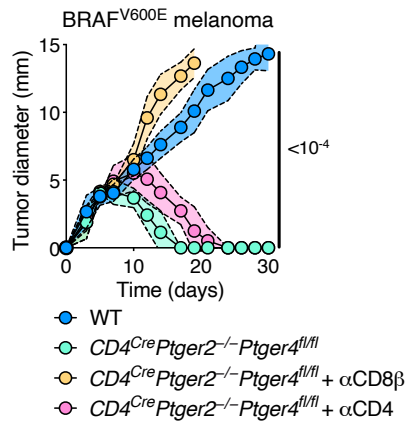 BRAF^V600E melanoma
Tumor diameter (mm)
15
10
5
0
0 10 20 30
Time (days)
<10⁻⁴
WT
CD4^Cre Ptger2^–/– Ptger4^fl/fl
CD4^Cre Ptger2^–/– Ptger4^fl/fl + αCD8β
CD4^Cre Ptger2^–/– Ptger4^fl/fl + αCD4